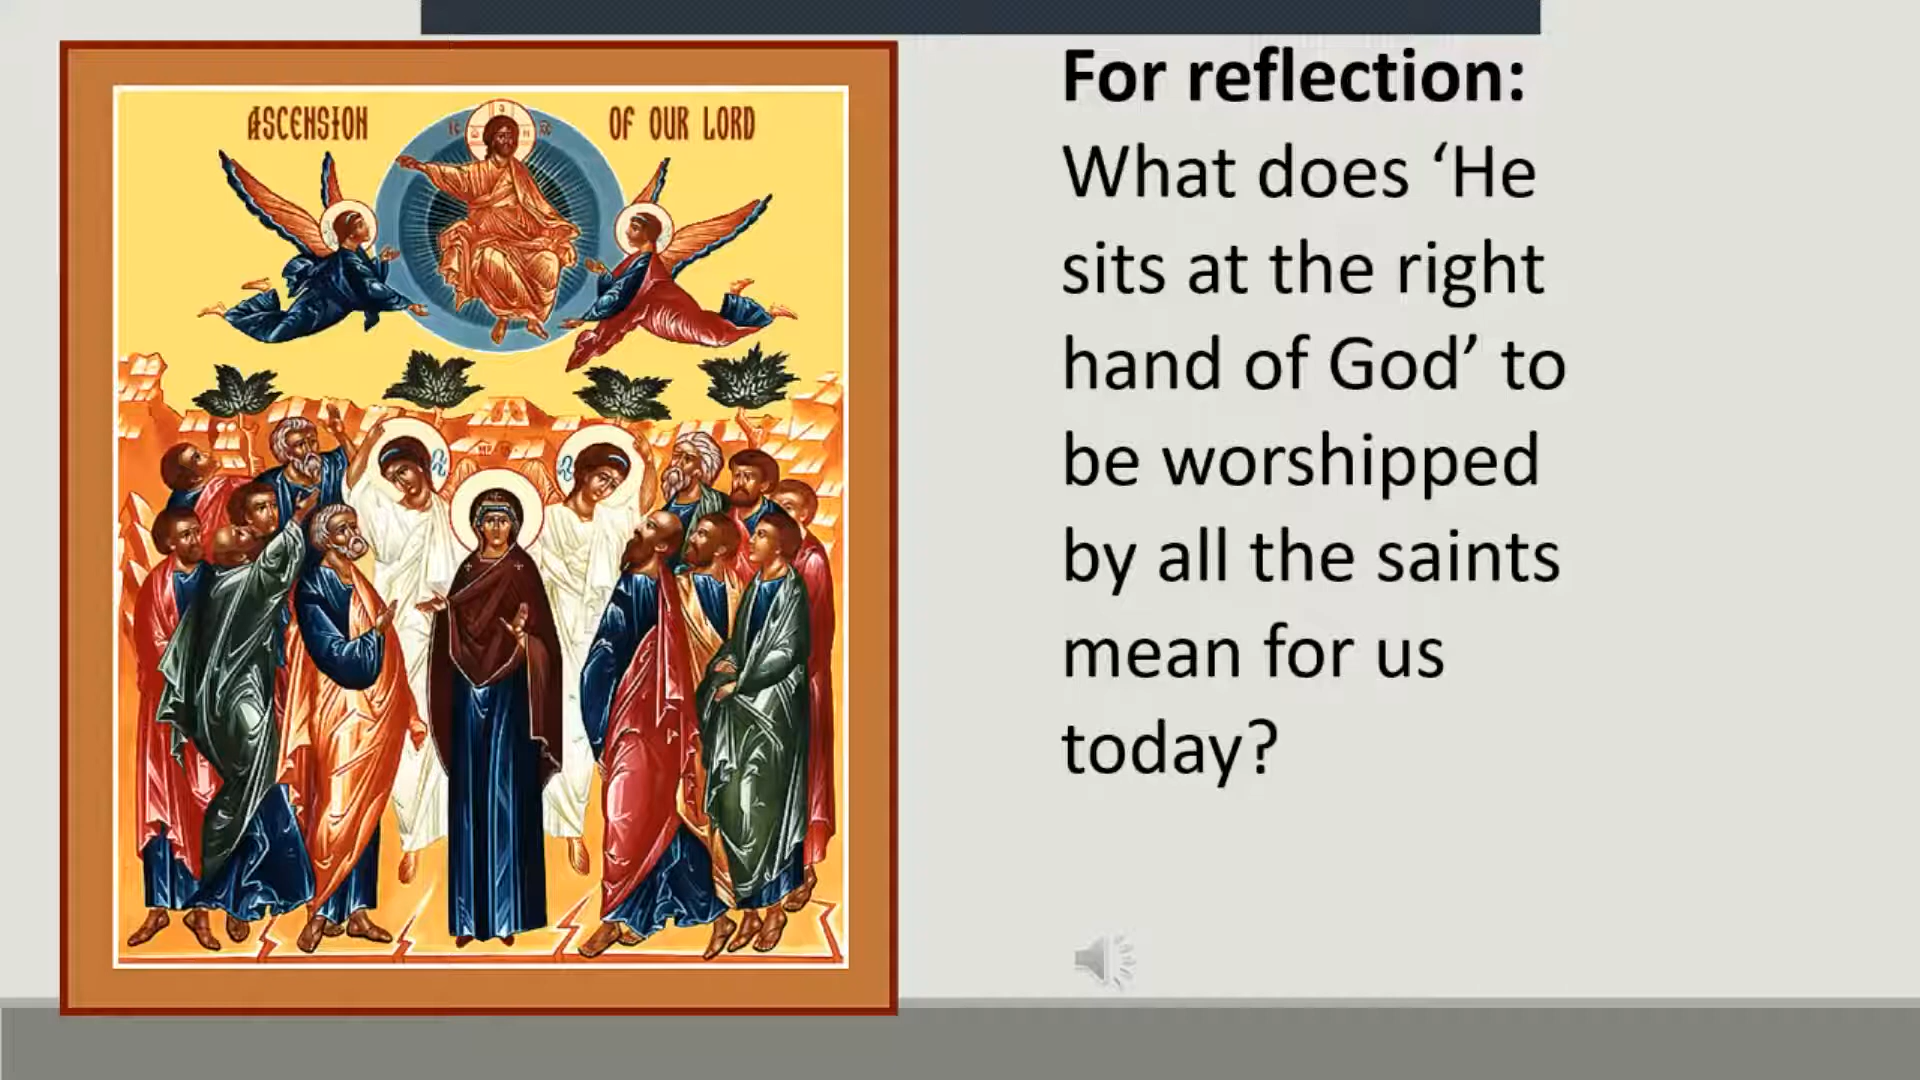 ASCENSION OF OUR LORD
For reflection:
What does ‘He
sits at the right
hand of God’ to
be worshipped
by all the saints
mean for us
today?